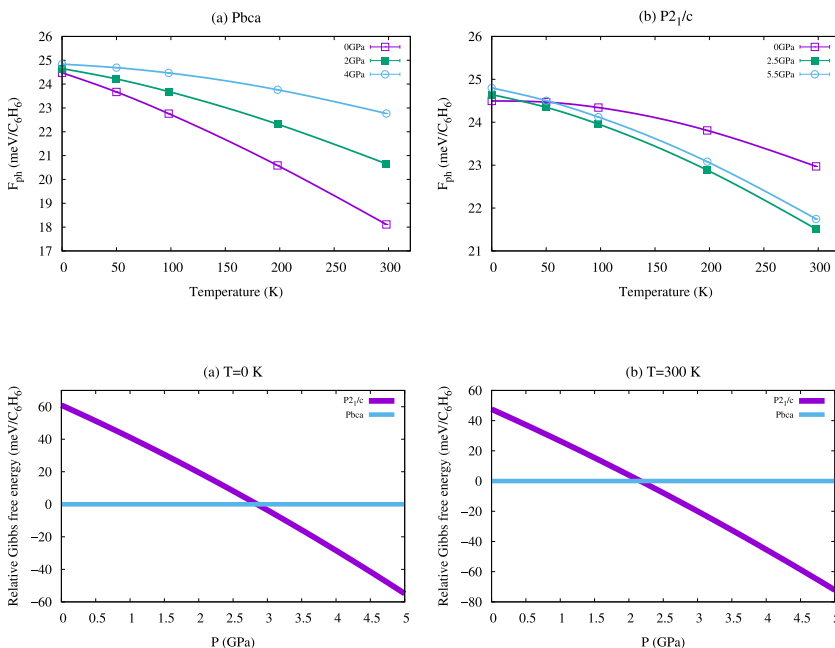 (a) Pbca
F_ph (meV/C6H6)
26
25
24
23
22
21
20
19
18
17
0GPa
2GPa
4GPa
0 50 100 150 200 250 300
Temperature (K)
(b) P21/c
F_ph (meV/C6H6)
26
25
24
23
22
21
0GPa
2.5GPa
5.5GPa
0 50 100 150 200 250 300
Temperature (K)
(a) T=0 K
Relative Gibbs free energy (meV/C6H6)
60
40
20
0
−20
−40
−60
P21/c
Pbca
0 0.5 1 1.5 2 2.5 3 3.5 4 4.5 5
P (GPa)
(b) T=300 K
Relative Gibbs free energy (meV/C6H6)
60
40
20
0
−20
−40
−60
−80
P21/c
Pbca
0 0.5 1 1.5 2 2.5 3 3.5 4 4.5 5
P (GPa)